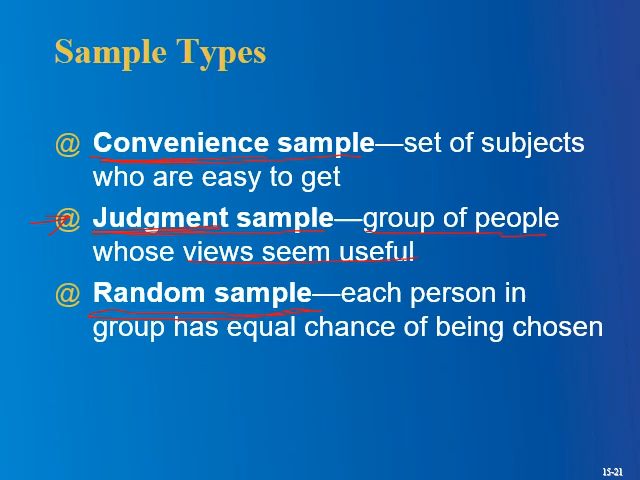 Sample Types
@ Convenience sample—set of subjects
who are easy to get
@ Judgment sample—group of people
whose views seem useful
@ Random sample—each person in
group has equal chance of being chosen
15-21